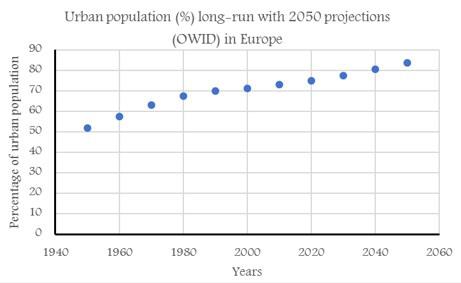 Urban population (%) long-run with 2050 projections
(OWID) in Europe
Percentage of urban population
90
80
70
60
50
40
30
20
10
0
1940 1960 1980 2000 2020 2040 2060
Years